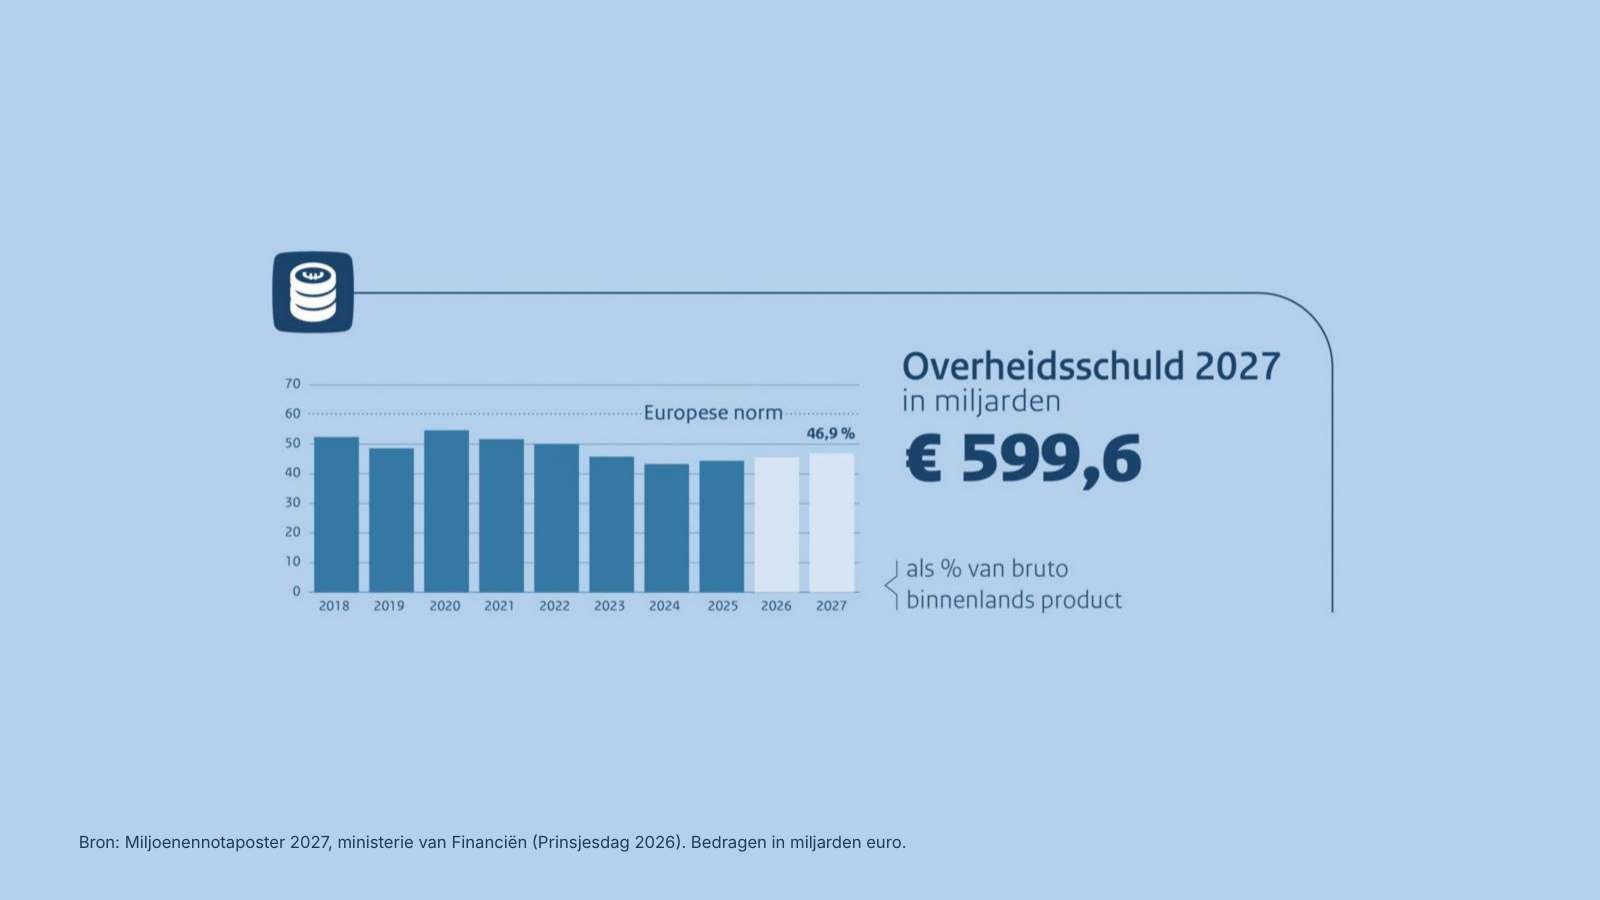 Overheidsschuld 2027
in miljarden
€ 599,6
70
60
Europese norm
46,9 %
50
40
30
20
10
0
2018 2019 2020 2021 2022 2023 2024 2025 2026 2027
als % van bruto
binnenlands product
Bron: Miljoenennotaposter 2027, ministerie van Financiën (Prinsjesdag 2026). Bedragen in miljarden euro.